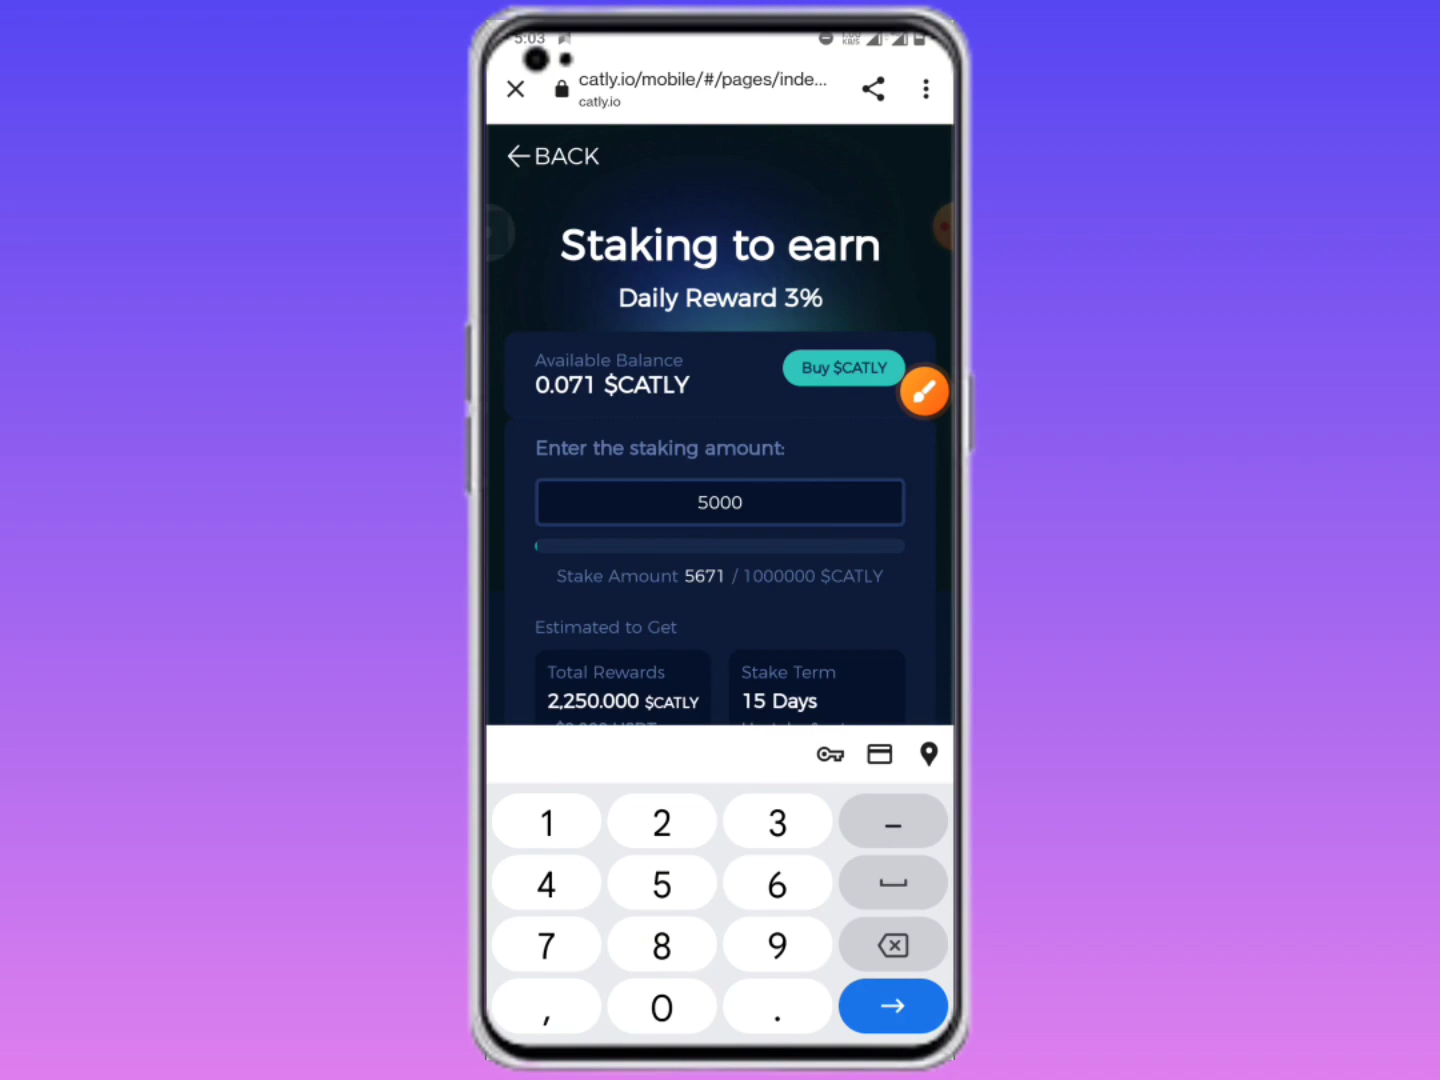 5:03
KB/S
catly.io/mobile/#/pages/inde...
catly.io
BACK
Staking to earn
Daily Reward 3%
Available Balance
0.071 $CATLY
Buy $CATLY
Enter the staking amount:
5000
Stake Amount 5671 / 1000000 $CATLY
Estimated to Get
Total Rewards
2,250.000 $CATLY
Stake Term
15 Days
1 2 3 –
4 5 6
7 8 9
, 0 .